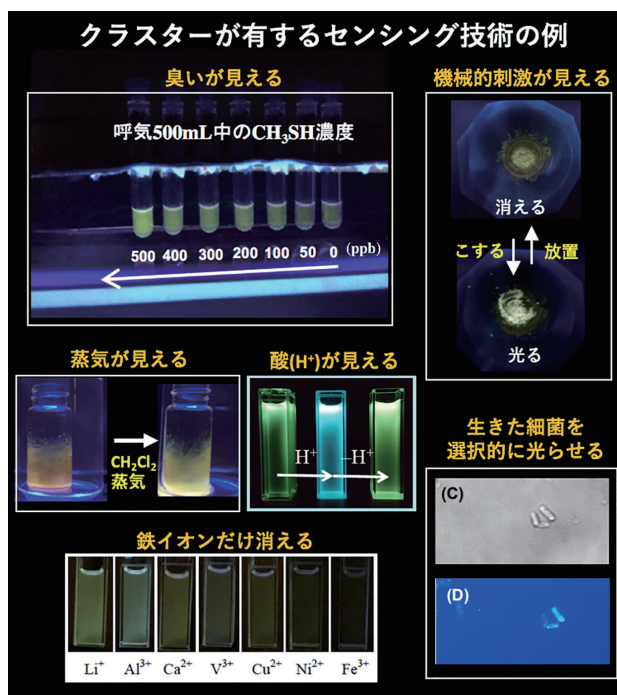 クラスターが有するセンシング技術の例
臭いが見える
呼気500mL中のCH₃SH濃度
500 400 300 200 100 50 0 (ppb)
機械的刺激が見える
消える
こする 放置
光る
蒸気が見える
CH₂Cl₂
蒸気
酸(H⁺)が見える
H⁺ –H⁺
生きた細菌を
選択的に光らせる
(C)
(D)
鉄イオンだけ消える
Li⁺ Al³⁺ Ca²⁺ V³⁺ Cu²⁺ Ni²⁺ Fe³⁺